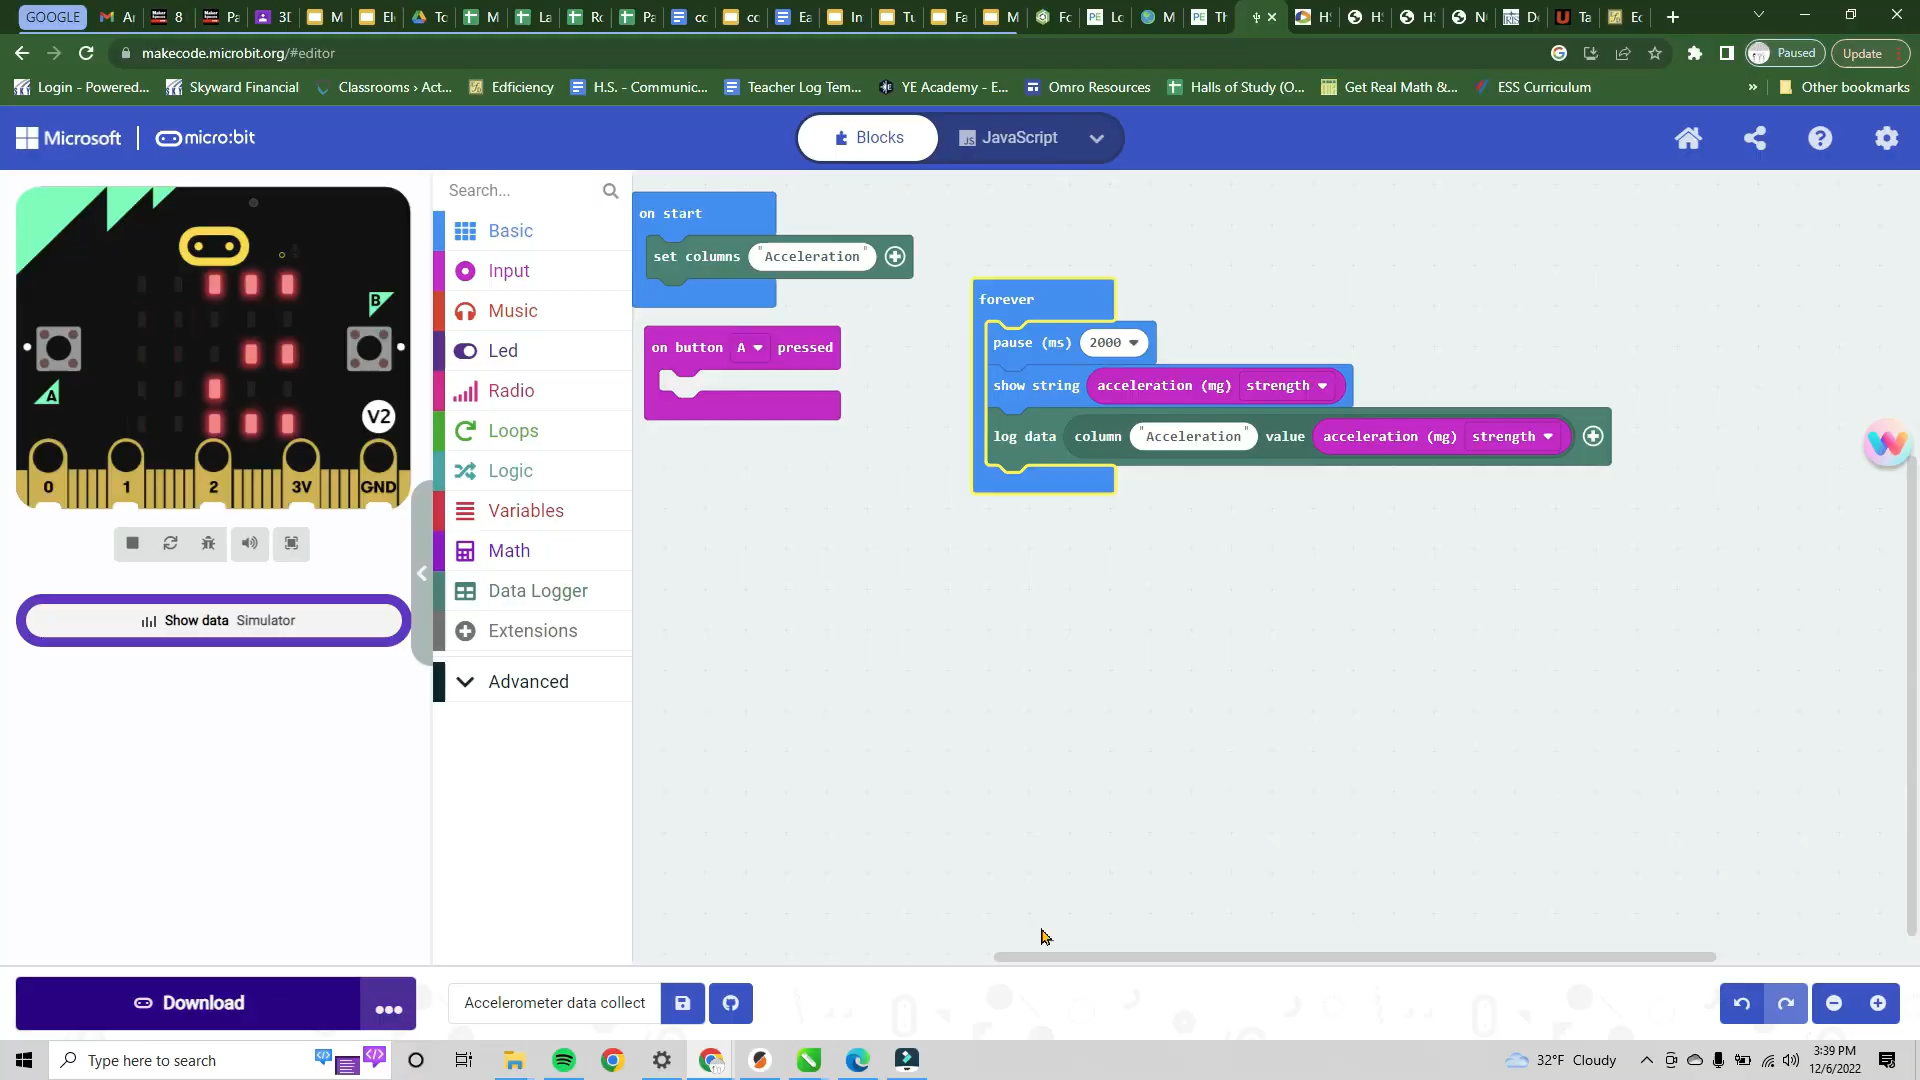 GOOGLE
makecode.microbit.org/#editor
Paused
Update
Login - Powered...
Skyward Financial
Classrooms › Act...
Edficiency
H.S. - Communic...
Teacher Log Tem...
YE Academy - E...
Omro Resources
Halls of Study (O...
Get Real Math &...
ESS Curriculum
»
Other bookmarks
Microsoft
micro:bit
Blocks
JavaScript
Search...
Basic
Input
Music
Led
Radio
Loops
Logic
Variables
Math
Data Logger
Extensions
Advanced
B
A
V2
0 1 2 3V GND
Show data Simulator
on start
set columns "Acceleration"
on button A pressed
forever
pause (ms) 2000
show string acceleration (mg) strength
log data column "Acceleration" value acceleration (mg) strength
Download
Accelerometer data collect
Type here to search
32°F Cloudy
3:39 PM
12/6/2022